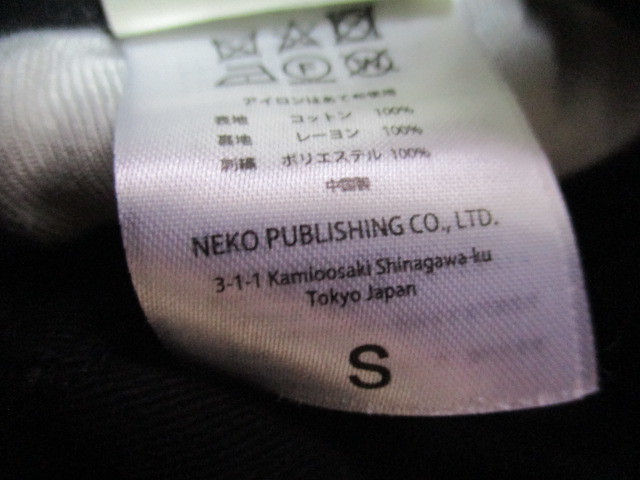 アイロンはあて布使用
表地 コットン 100%
裏地 レーヨン 100%
刺繍 ポリエステル 100%
中国製
NEKO PUBLISHING CO., LTD.
3-1-1 Kamioosaki Shinagawa-ku
Tokyo Japan
S